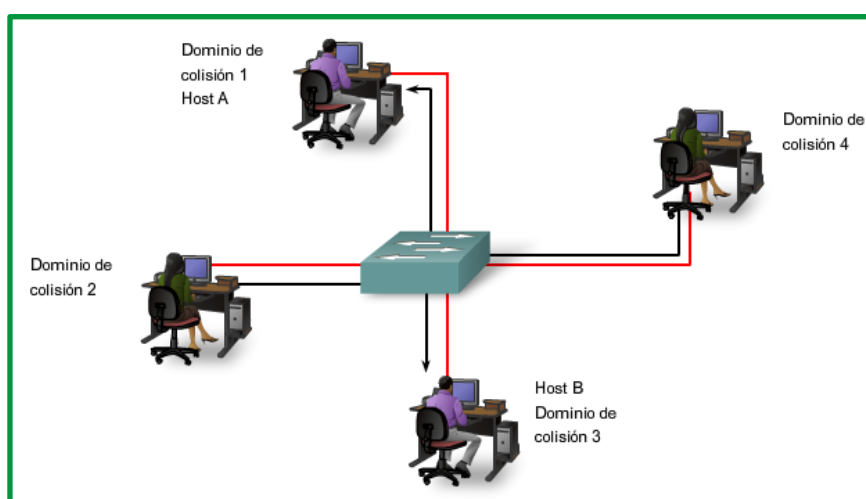 Dominio de
colisión 1
Host A
Dominio de
colisión 4
Dominio de
colisión 2
Host B
Dominio de
colisión 3